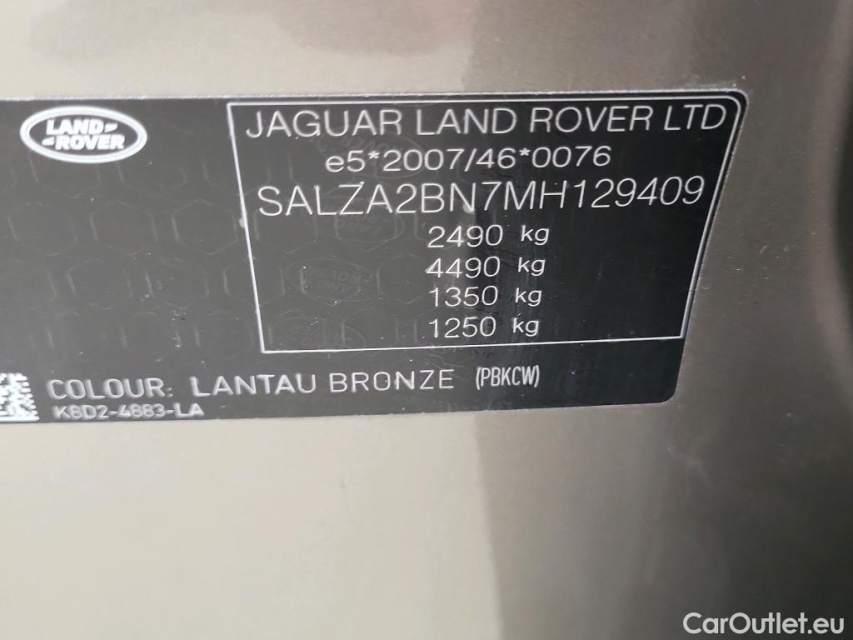 LAND
ROVER
JAGUAR LAND ROVER LTD
e5*2007/46*0076
SALZA2BN7MH129409
2490 kg
4490 kg
1350 kg
1250 kg
COLOUR: LANTAU BRONZE (PBKCW)
K8D2-4883-LA
CarOutlet.eu